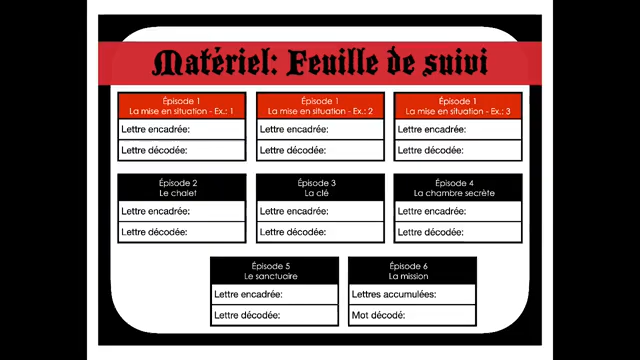 Matériel: Feuille de suivi
Épisode 1
La mise en situation - Ex.: 1
Lettre encadrée:
Lettre décodée:
Épisode 1
La mise en situation - Ex.: 2
Lettre encadrée:
Lettre décodée:
Épisode 1
La mise en situation - Ex.: 3
Lettre encadrée:
Lettre décodée:
Épisode 2
Le chalet
Lettre encadrée:
Lettre décodée:
Épisode 3
La clé
Lettre encadrée:
Lettre décodée:
Épisode 4
La chambre secrète
Lettre encadrée:
Lettre décodée:
Épisode 5
Le sanctuaire
Lettre encadrée:
Lettre décodée:
Épisode 6
La mission
Lettres accumulées:
Mot décodé: